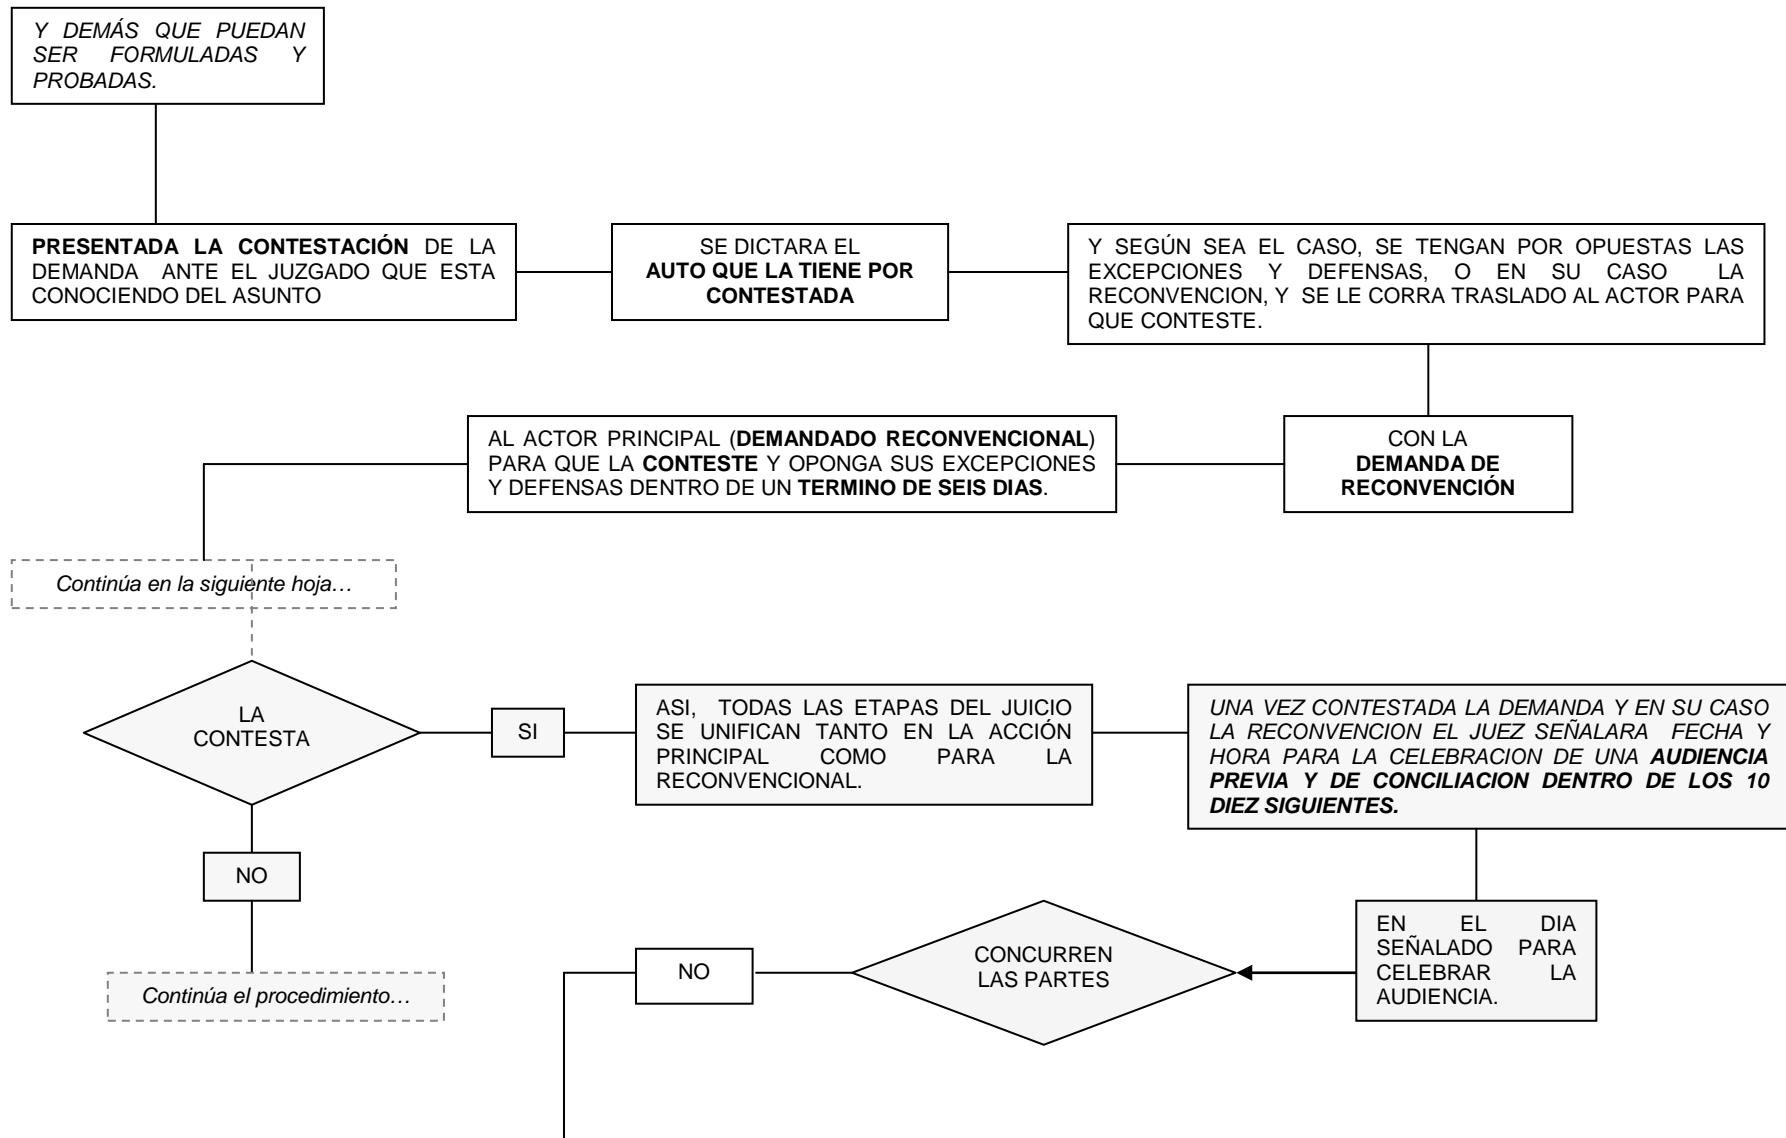 Y DEMÁS QUE PUEDAN
SER FORMULADAS Y
PROBADAS.
PRESENTADA LA CONTESTACIÓN DE LA
DEMANDA ANTE EL JUZGADO QUE ESTA
CONOCIENDO DEL ASUNTO
SE DICTARA EL
AUTO QUE LA TIENE POR
CONTESTADA
Y SEGÚN SEA EL CASO, SE TENGAN POR OPUESTAS LAS
EXCEPCIONES Y DEFENSAS, O EN SU CASO LA
RECONVENCION, Y SE LE CORRA TRASLADO AL ACTOR PARA
QUE CONTESTE.
CON LA
DEMANDA DE
RECONVENCIÓN
AL ACTOR PRINCIPAL (DEMANDADO RECONVENCIONAL)
PARA QUE LA CONTESTE Y OPONGA SUS EXCEPCIONES
Y DEFENSAS DENTRO DE UN TERMINO DE SEIS DIAS.
Continúa en la siguiente hoja…
LA
CONTESTA
SI
ASI, TODAS LAS ETAPAS DEL JUICIO
SE UNIFICAN TANTO EN LA ACCIÓN
PRINCIPAL COMO PARA LA
RECONVENCIONAL.
UNA VEZ CONTESTADA LA DEMANDA Y EN SU CASO
LA RECONVENCION EL JUEZ SEÑALARA FECHA Y
HORA PARA LA CELEBRACION DE UNA AUDIENCIA
PREVIA Y DE CONCILIACION DENTRO DE LOS 10
DIEZ SIGUIENTES.
NO
Continúa el procedimiento…
EN EL DIA
SEÑALADO PARA
CELEBRAR LA
AUDIENCIA.
CONCURREN
LAS PARTES
NO